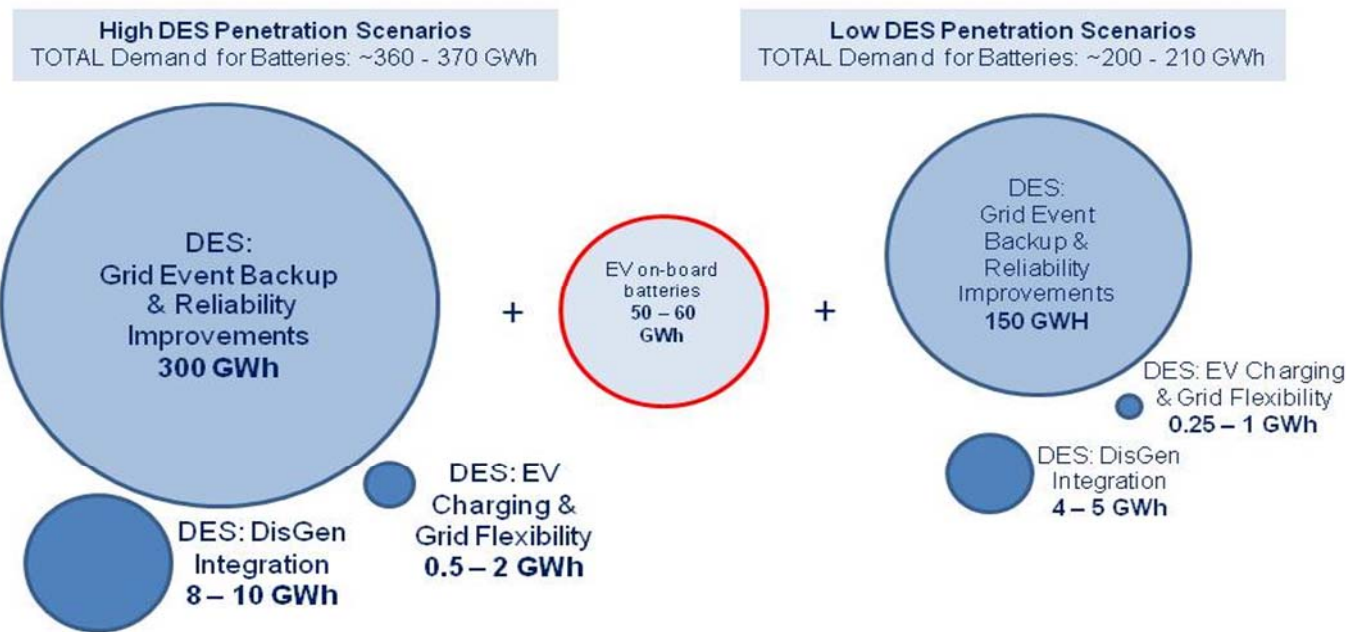 High DES Penetration Scenarios
TOTAL Demand for Batteries: ~360 - 370 GWh
Low DES Penetration Scenarios
TOTAL Demand for Batteries: ~200 - 210 GWh
DES:
Grid Event Backup
& Reliability
Improvements
300 GWh
+
EV on-board
batteries
50 – 60
GWh
+
DES:
Grid Event
Backup &
Reliability
Improvements
150 GWH
DES: EV Charging
& Grid Flexibility
0.25 – 1 GWh
DES: DisGen
Integration
4 – 5 GWh
DES: EV
Charging &
Grid Flexibility
0.5 – 2 GWh
DES: DisGen
Integration
8 – 10 GWh